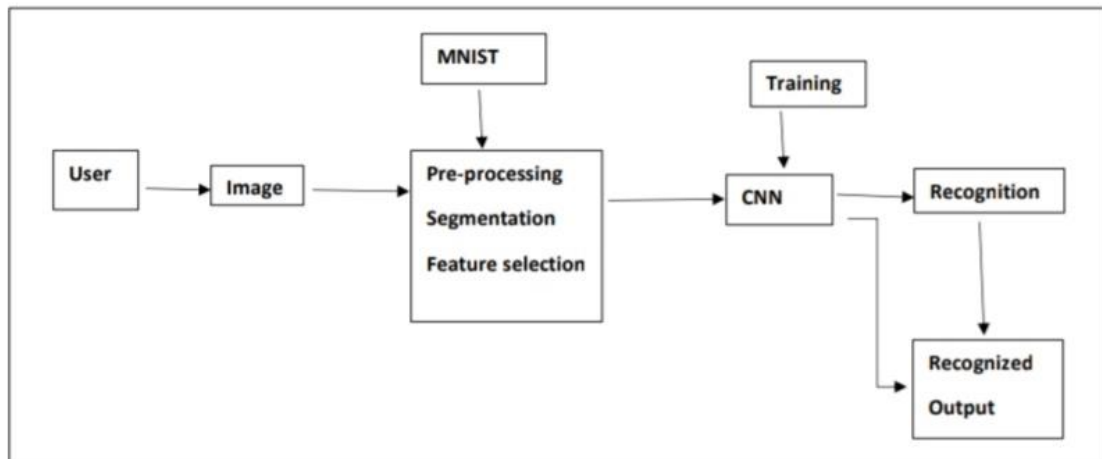 MNIST
Training
User
Image
Pre-processing
Segmentation
Feature selection
CNN
Recognition
Recognized
Output